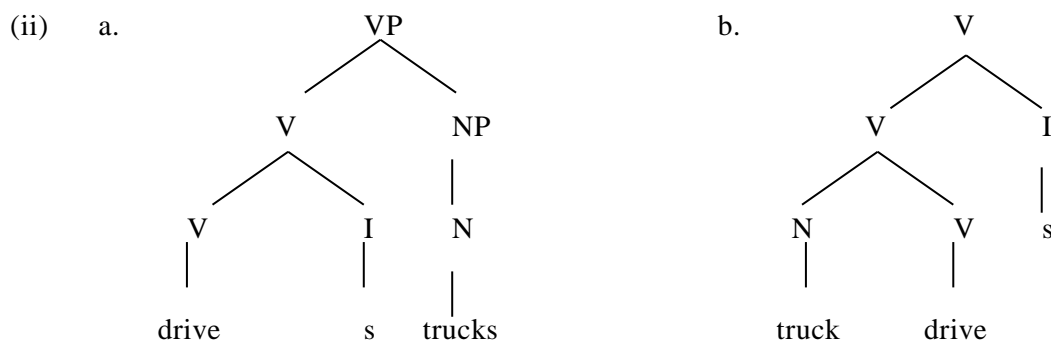 (ii) a. VP b. V
V NP V I
V I N N V s
drive s trucks truck drive